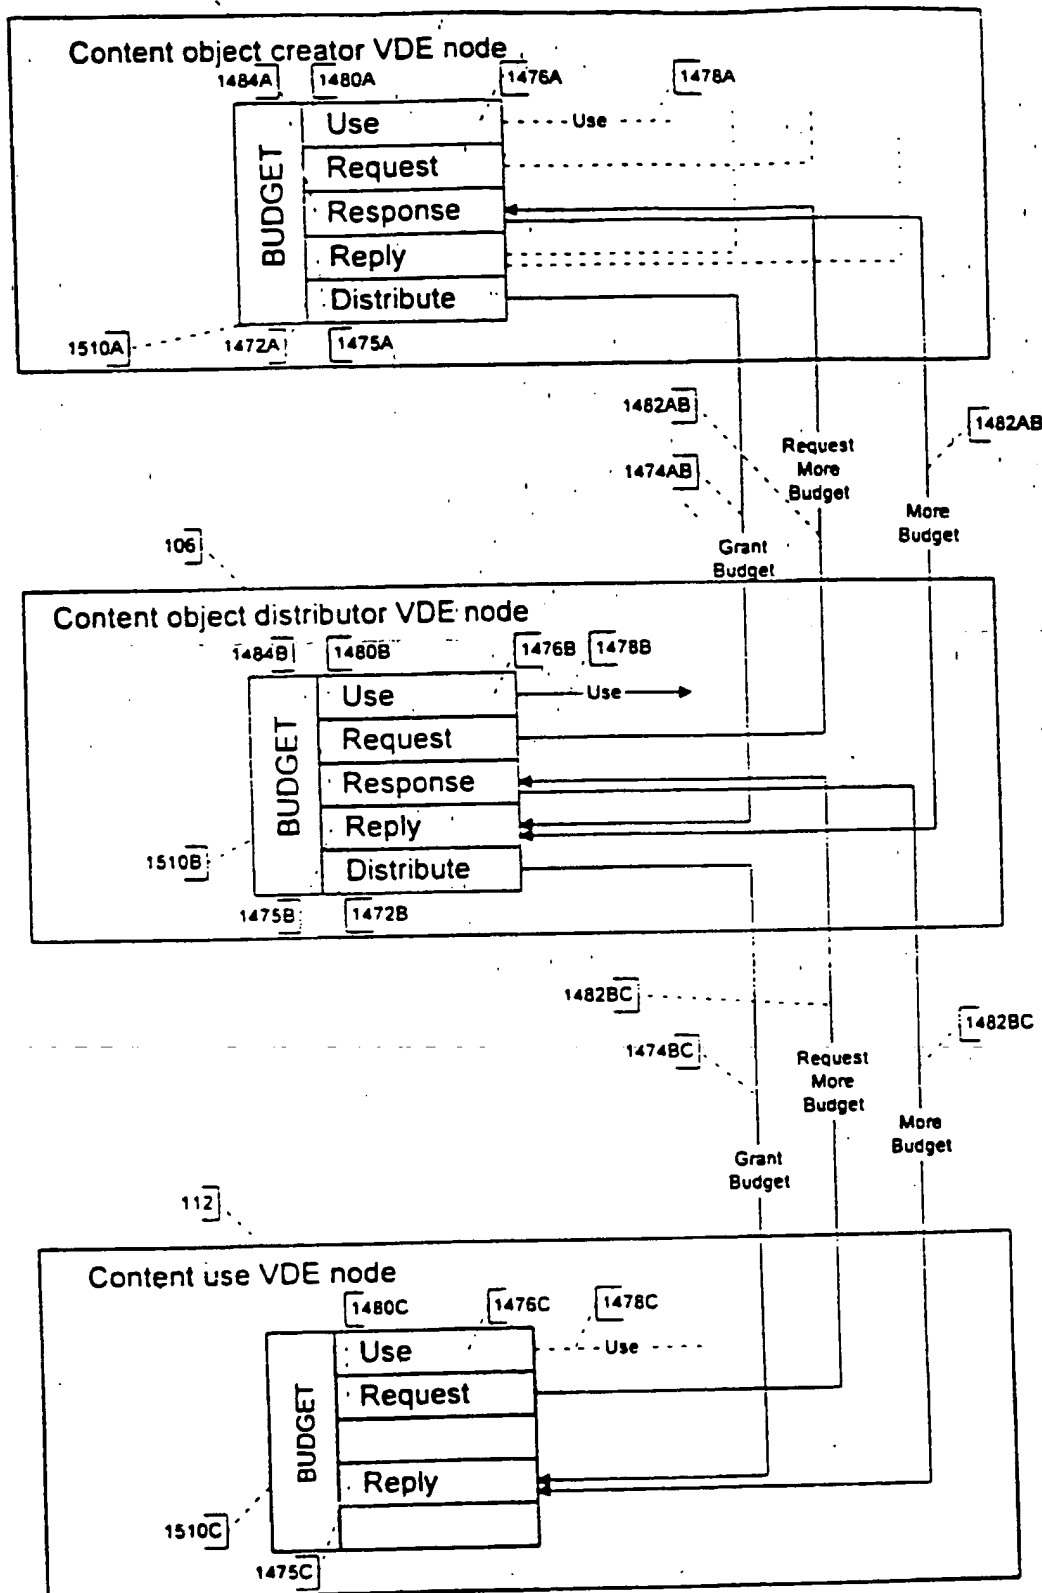 Content object creator VDE node
1484A
1480A
1476A
1478A
BUDGET
Use
Use
Request
Response
Reply
Distribute
1510A
1472A
1475A
1482AB
1482AB
Request
More
Budget
1474AB
More
Budget
Grant
Budget
106
Content object distributor VDE node
1484B
1480B
1476B
1478B
BUDGET
Use
Use
Request
Response
Reply
Distribute
1510B
1475B
1472B
1482BC
1482BC
1474BC
Request
More
Budget
More
Budget
Grant
Budget
112
Content use VDE node
1480C
1476C
1478C
BUDGET
Use
Use
Request
Reply
1510C
1475C